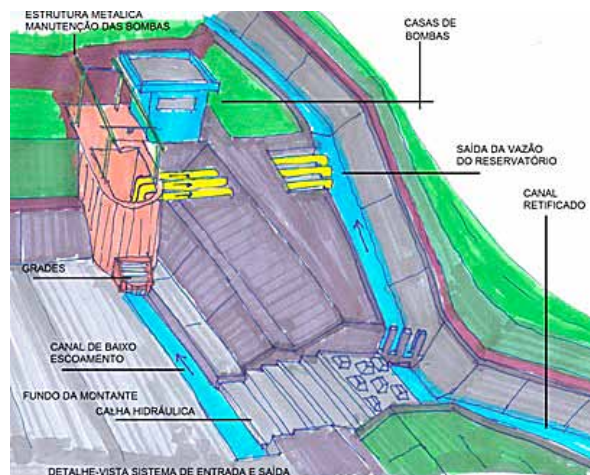 ESTRUTURA METÁLICA
MANUTENÇÃO DAS BOMBAS
CASAS DE
BOMBAS
SAÍDA DA VAZÃO
DO RESERVATÓRIO
CANAL
RETIFICADO
GRADES
CANAL DE BAIXO
ESCOAMENTO
FUNDO DA MONTANTE
CALHA HIDRÁULICA
DETALHE-VISTA SISTEMA DE ENTRADA E SAÍDA